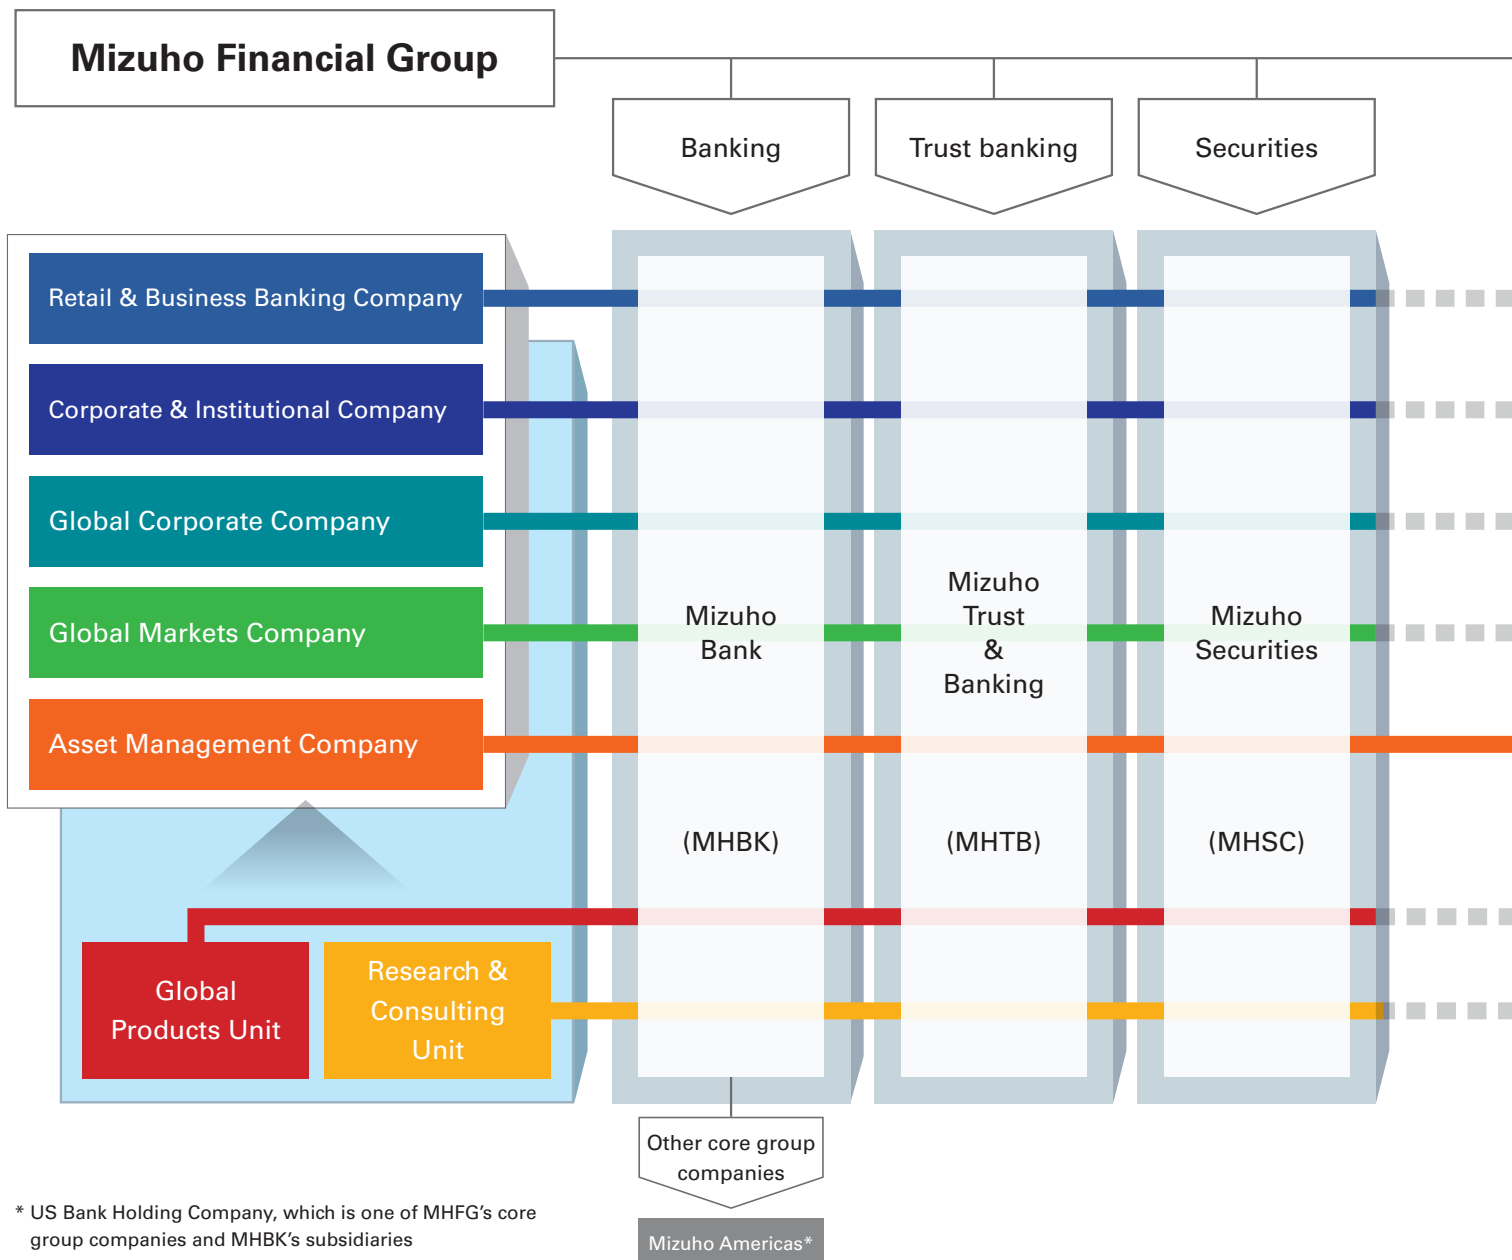 Mizuho Financial Group
Banking
Trust banking
Securities
Retail & Business Banking Company
Corporate & Institutional Company
Global Corporate Company
Global Markets Company
Asset Management Company
Mizuho
Bank
(MHBK)
Mizuho
Trust
&
Banking
(MHTB)
Mizuho
Securities
(MHSC)
Global
Products Unit
Research &
Consulting
Unit
Other core group
companies
Mizuho Americas*
* US Bank Holding Company, which is one of MHFG’s core
group companies and MHBK’s subsidiaries